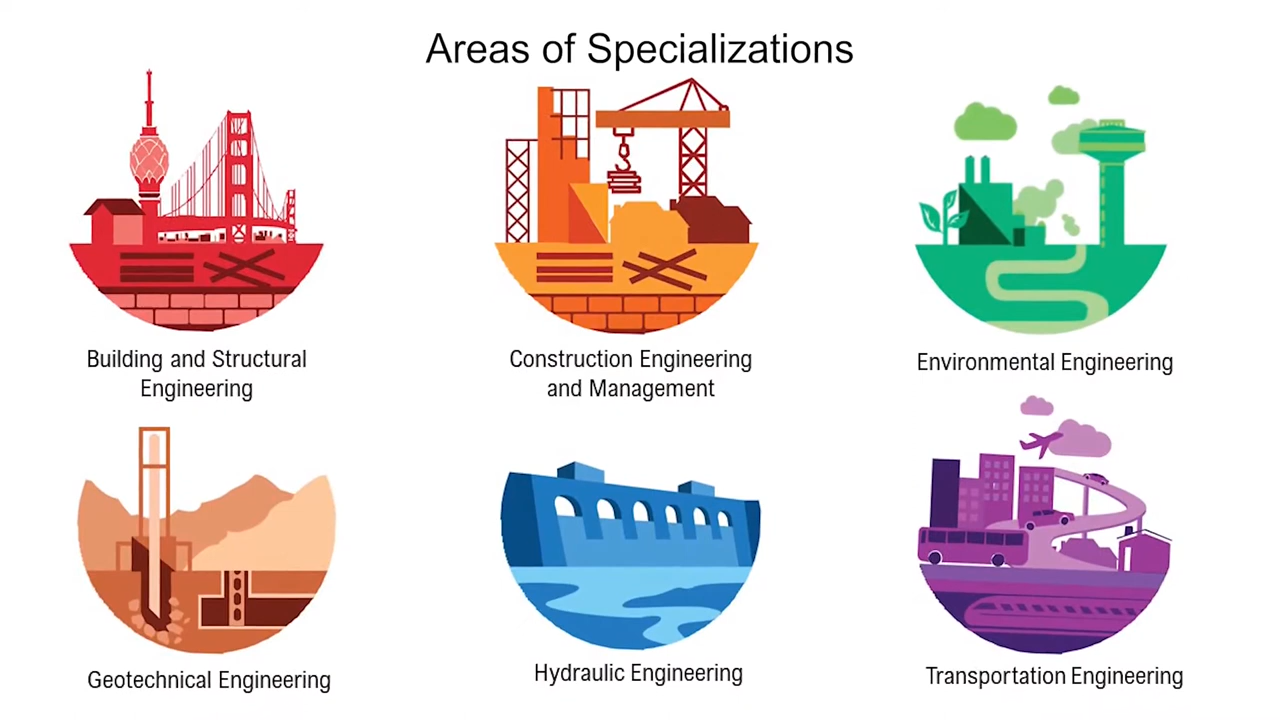 Areas of Specializations
Building and Structural
Engineering
Construction Engineering
and Management
Environmental Engineering
Geotechnical Engineering
Hydraulic Engineering
Transportation Engineering